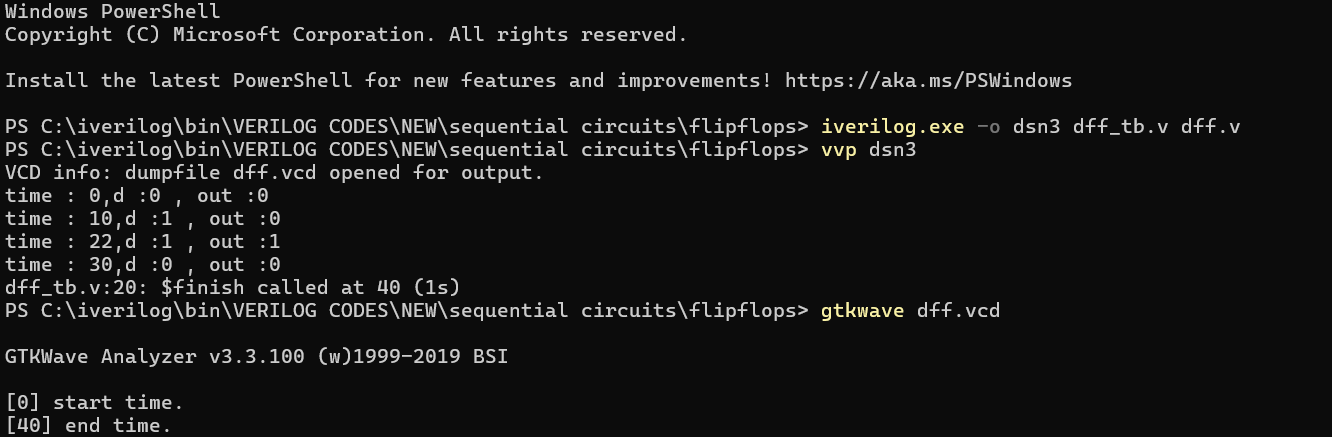 Windows PowerShell
Copyright (C) Microsoft Corporation. All rights reserved.
Install the latest PowerShell for new features and improvements! https://aka.ms/PSWindows
PS C:\iverilog\bin\VERILOG CODES\NEW\sequential circuits\flipflops> iverilog.exe -o dsn3 dff_tb.v dff.v
PS C:\iverilog\bin\VERILOG CODES\NEW\sequential circuits\flipflops> vvp dsn3
VCD info: dumpfile dff.vcd opened for output.
time : 0,d :0 , out :0
time : 10,d :1 , out :0
time : 22,d :1 , out :1
time : 30,d :0 , out :0
dff_tb.v:20: $finish called at 40 (1s)
PS C:\iverilog\bin\VERILOG CODES\NEW\sequential circuits\flipflops> gtkwave dff.vcd
GTKWave Analyzer v3.3.100 (w)1999-2019 BSI
[0] start time.
[40] end time.